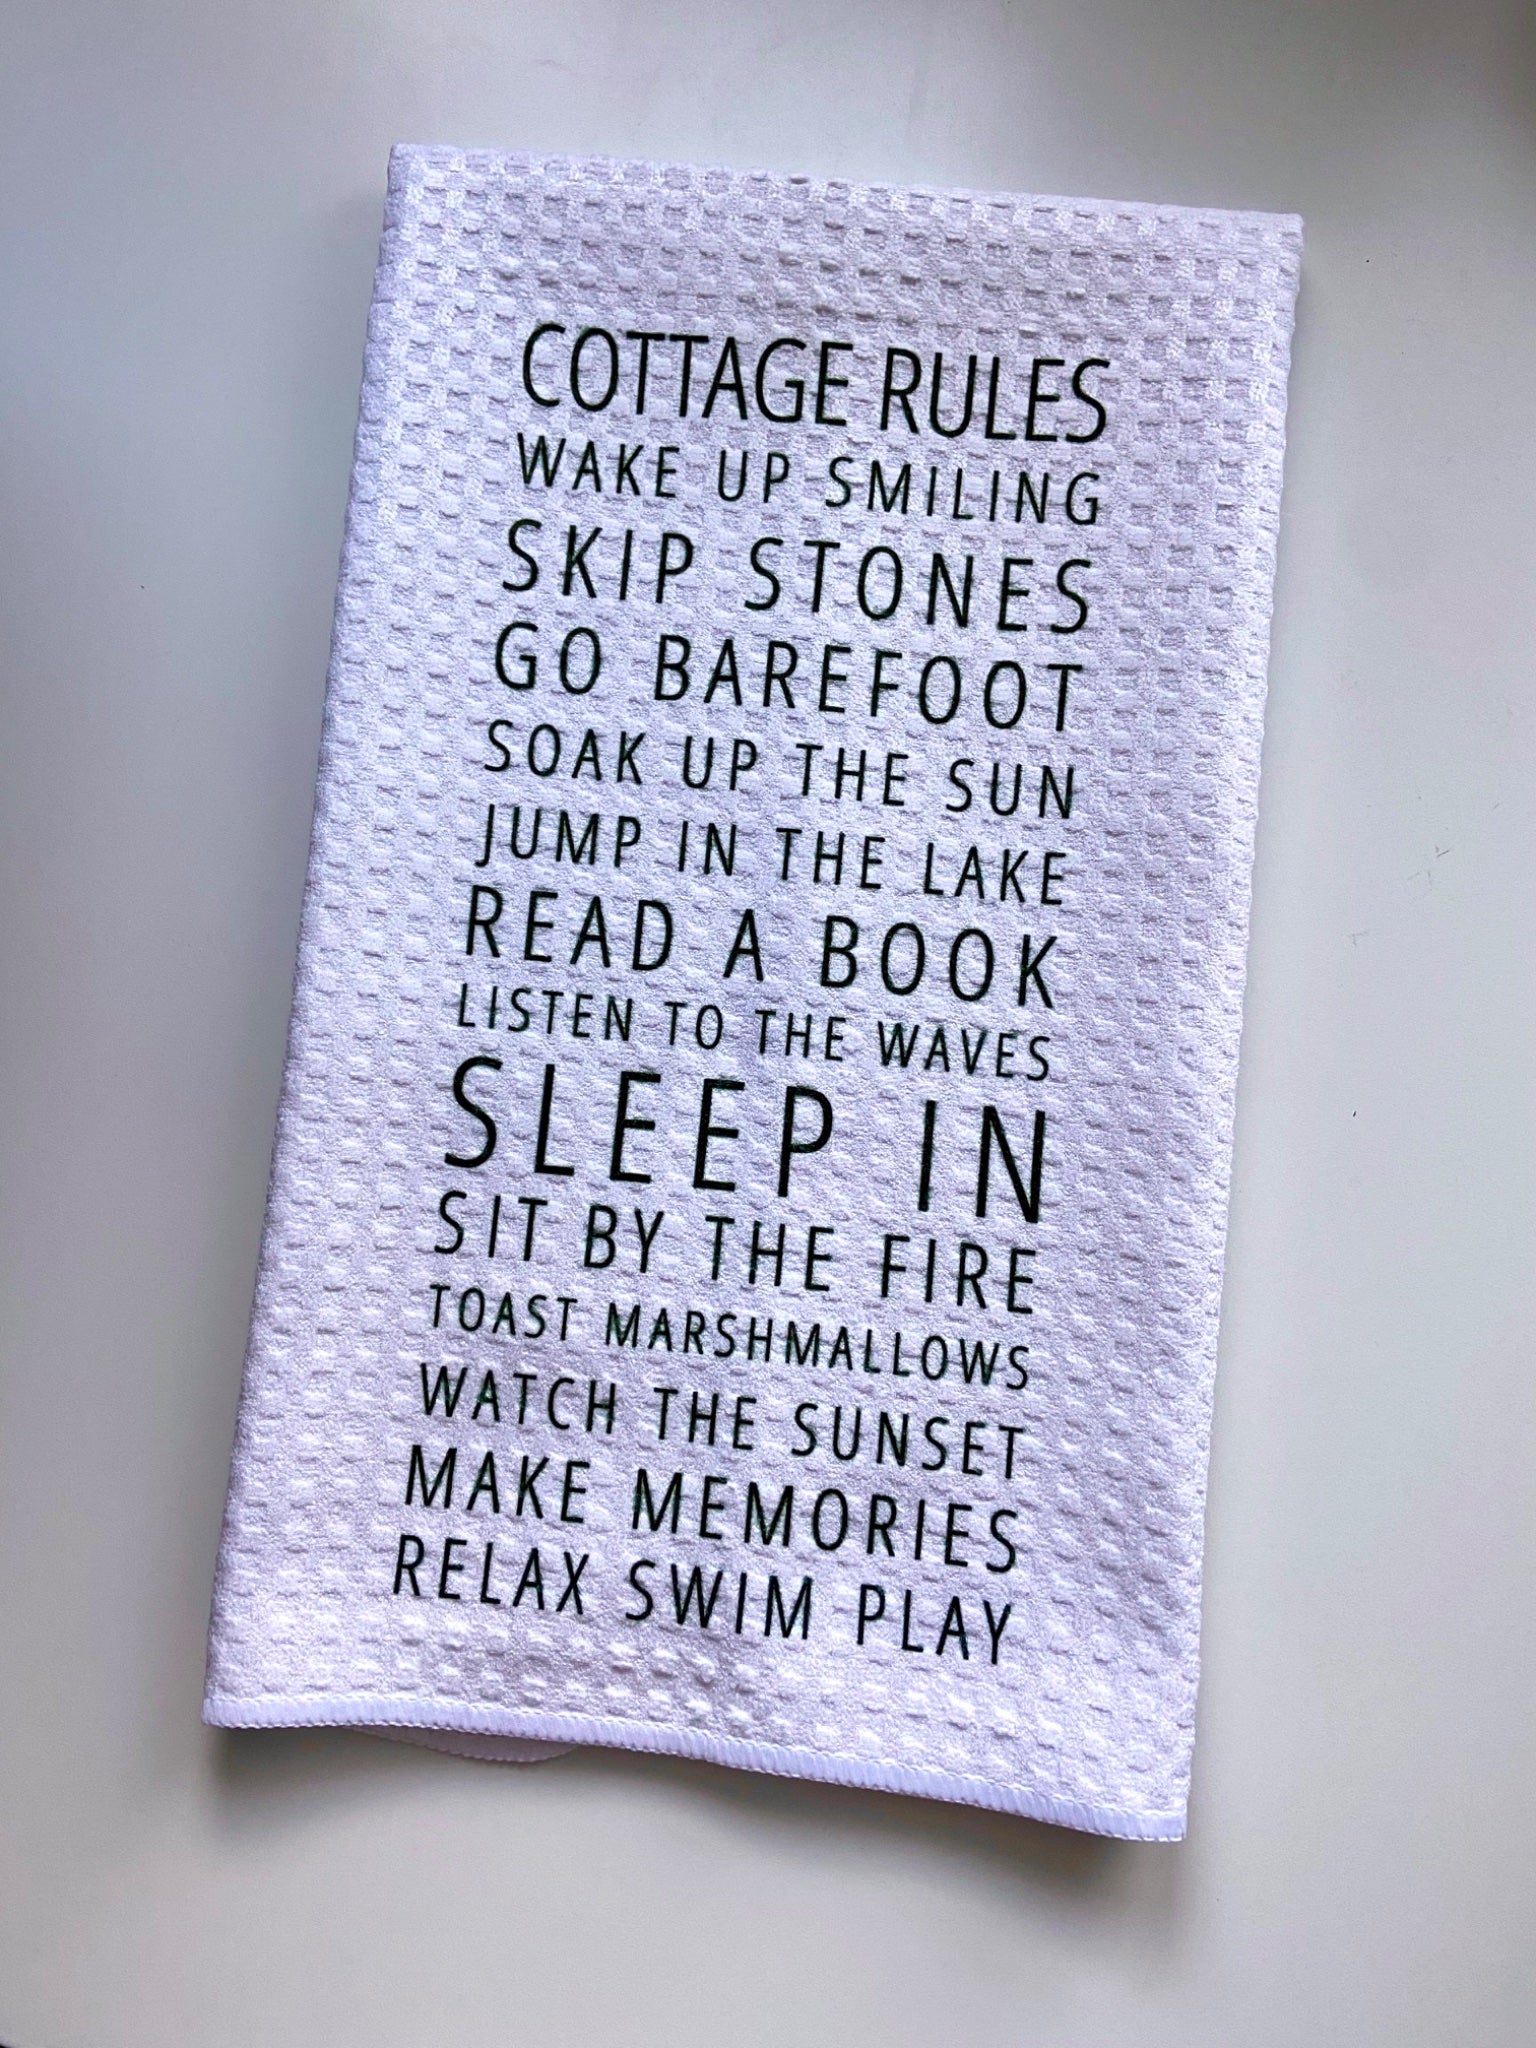 COTTAGE RULES
WAKE UP SMILING
SKIP STONES
GO BAREFOOT
SOAK UP THE SUN
JUMP IN THE LAKE
READ A BOOK
LISTEN TO THE WAVES
SLEEP IN
SIT BY THE FIRE
TOAST MARSHMALLOWS
WATCH THE SUNSET
MAKE MEMORIES
RELAX SWIM PLAY